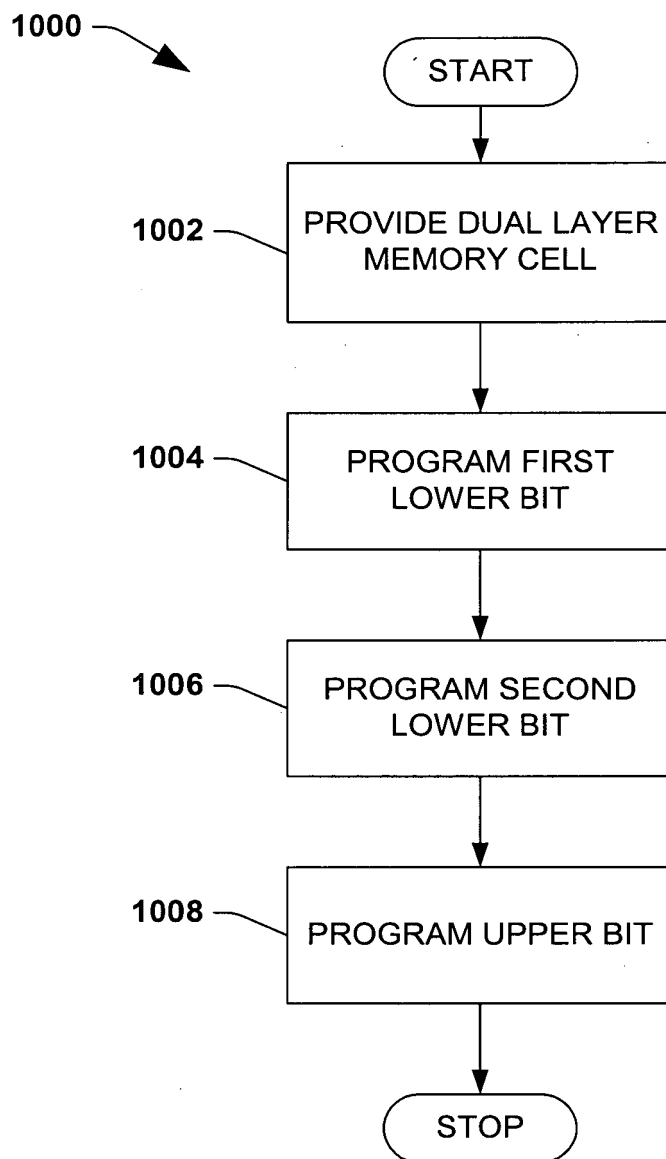 1000
START
1002
PROVIDE DUAL LAYER
MEMORY CELL
1004
PROGRAM FIRST
LOWER BIT
1006
PROGRAM SECOND
LOWER BIT
1008
PROGRAM UPPER BIT
STOP